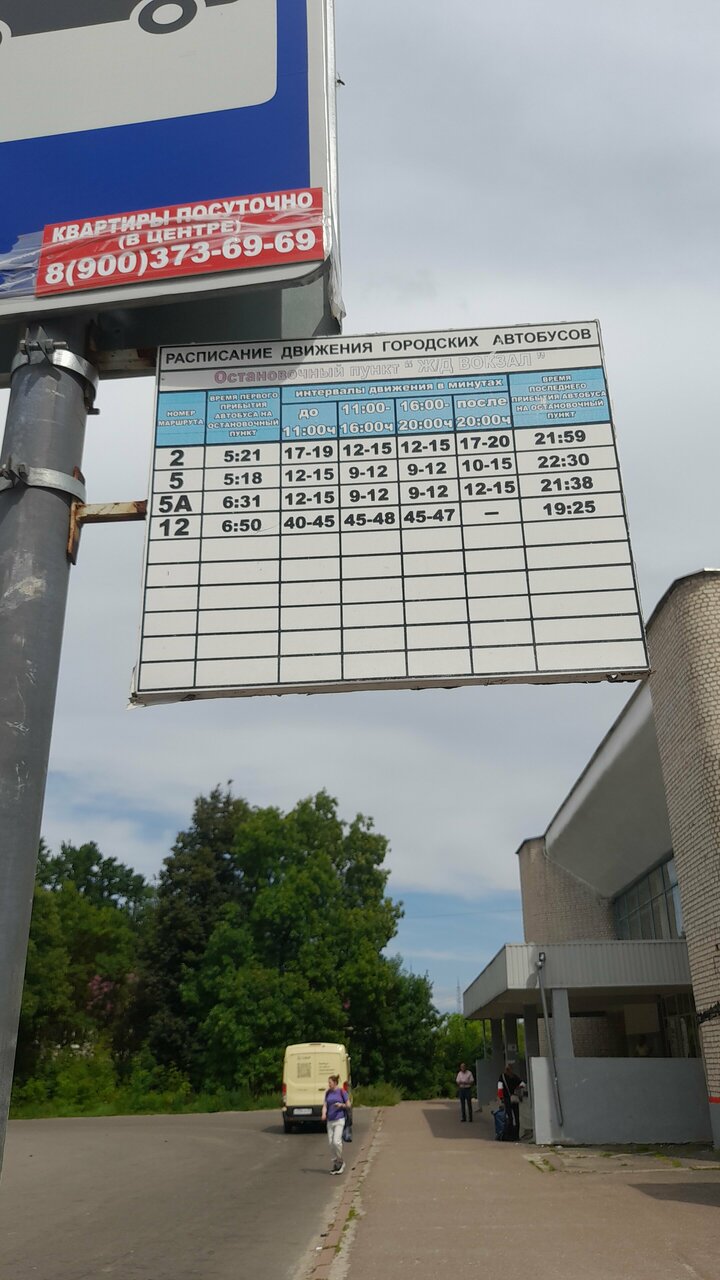 КВАРТИРЫ ПОСУТОЧНО
(В ЦЕНТРЕ)
8(900)373-69-69
РАСПИСАНИЕ ДВИЖЕНИЯ ГОРОДСКИХ АВТОБУСОВ
Остановочный пункт " Ж/Д ВОКЗАЛ "
НОМЕР МАРШРУТА
ВРЕМЯ ПЕРВОГО ПРИБЫТИЯ АВТОБУСА НА ОСТАНОВОЧНЫЙ ПУНКТ
интервалы движения в минутах
до 11:00ч
11:00-16:00ч
16:00-20:00ч
после 20:00ч
ВРЕМЯ ПОСЛЕДНЕГО ПРИБЫТИЯ АВТОБУСА НА ОСТАНОВОЧНЫЙ ПУНКТ
2 5:21 17-19 12-15 12-15 17-20 21:59
5 5:18 12-15 9-12 9-12 10-15 22:30
5А 6:31 12-15 9-12 9-12 12-15 21:38
12 6:50 40-45 45-48 45-47 – 19:25